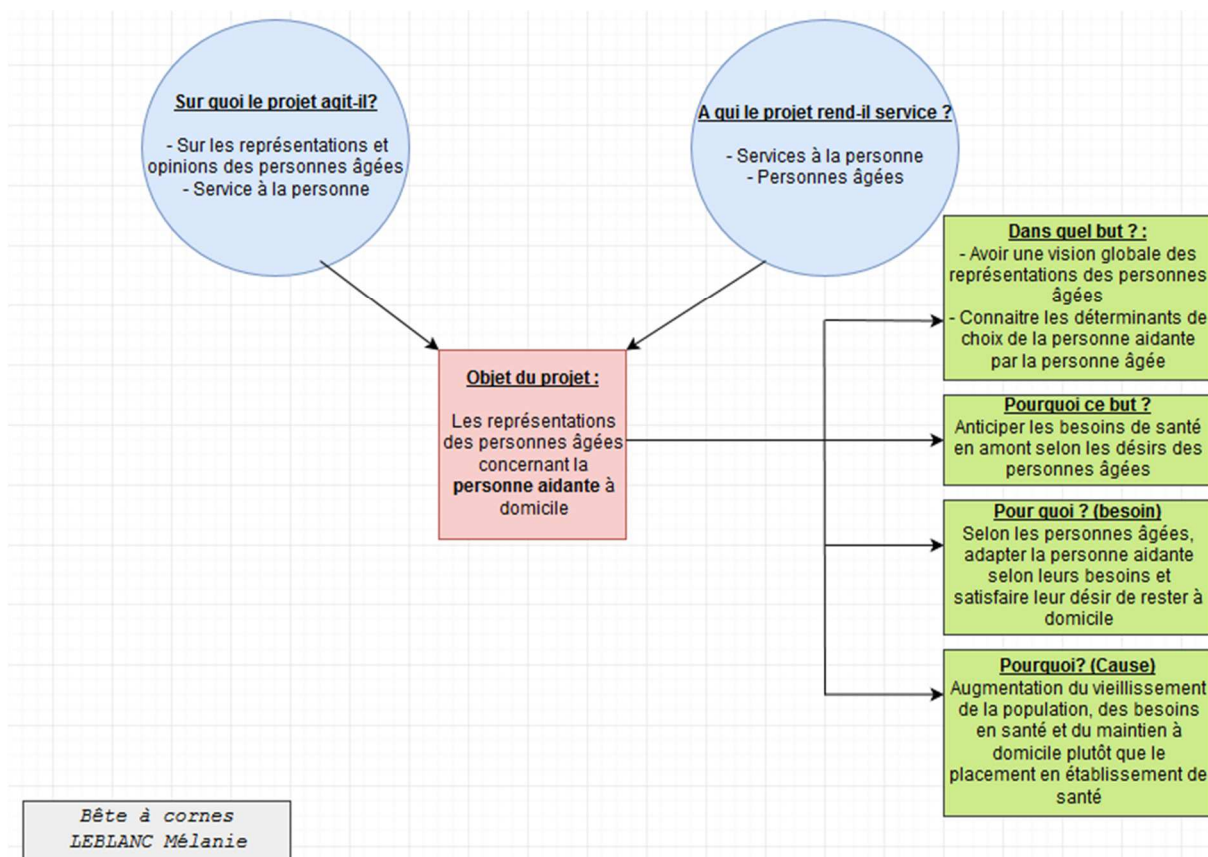 Sur quoi le projet agit-il?
- Sur les représentations et
opinions des personnes âgées
- Service à la personne
A qui le projet rend-il service ?
- Services à la personne
- Personnes âgées
Objet du projet :
Les représentations
des personnes âgées
concernant la
personne aidante à
domicile
Dans quel but ? :
- Avoir une vision globale des
représentations des personnes
âgées
- Connaitre les déterminants de
choix de la personne aidante
par la personne âgée
Pourquoi ce but ?
Anticiper les besoins de santé
en amont selon les désirs des
personnes âgées
Pour quoi ? (besoin)
Selon les personnes âgées,
adapter la personne aidante
selon leurs besoins et
satisfaire leur désir de rester à
domicile
Pourquoi? (Cause)
Augmentation du vieillissement
de la population, des besoins
en santé et du maintien à
domicile plutôt que le
placement en établissement de
santé
Bête à cornes
LEBLANC Mélanie